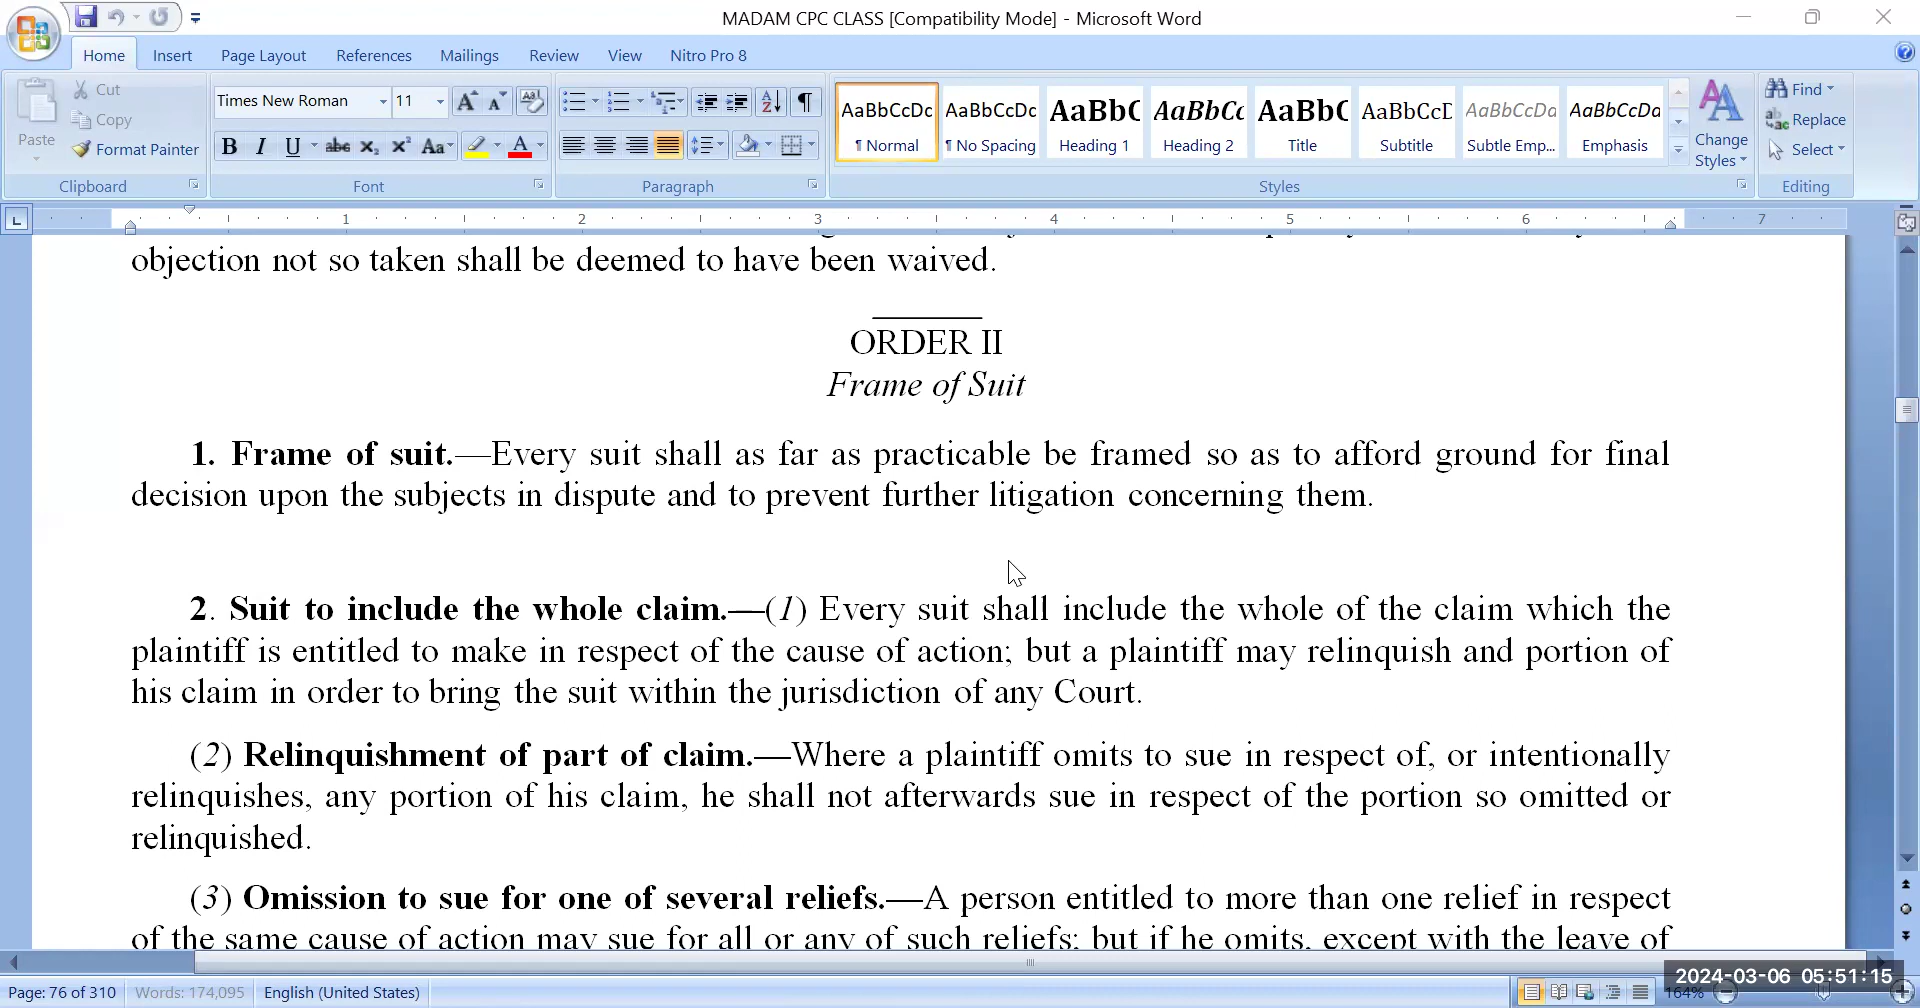 MADAM CPC CLASS [Compatibility Mode] - Microsoft Word
Home Insert Page Layout References Mailings Review View Nitro Pro 8
Paste
Cut
Copy
Format Painter
Clipboard
Times New Roman 11
B I U abc X₂ X² Aa A
Font
Paragraph
AaBbCcDc AaBbCcDc AaBbC AaBbCc AaBbC AaBbCcD AaBbCcDa AaBbCcDa
¶ Normal ¶ No Spacing Heading 1 Heading 2 Title Subtitle Subtle Emp... Emphasis
Change
Styles
Styles
Find
Replace
Select
Editing
1 2 3 4 5 6 7
objection not so taken shall be deemed to have been waived.
ORDER II
Frame of Suit
1. Frame of suit.—Every suit shall as far as practicable be framed so as to afford ground for final
decision upon the subjects in dispute and to prevent further litigation concerning them.
2. Suit to include the whole claim.—(1) Every suit shall include the whole of the claim which the
plaintiff is entitled to make in respect of the cause of action; but a plaintiff may relinquish and portion of
his claim in order to bring the suit within the jurisdiction of any Court.
(2) Relinquishment of part of claim.—Where a plaintiff omits to sue in respect of, or intentionally
relinquishes, any portion of his claim, he shall not afterwards sue in respect of the portion so omitted or
relinquished.
(3) Omission to sue for one of several reliefs.—A person entitled to more than one relief in respect
of the same cause of action may sue for all or any of such reliefs; but if he omits, except with the leave of
Page: 76 of 310 Words: 174,095 English (United States) 164%
2024-03-06 05:51:15